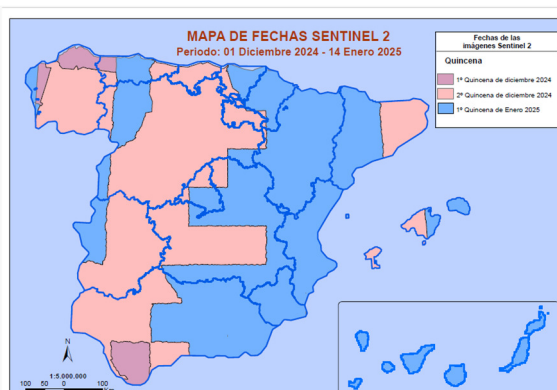 MAPA DE FECHAS SENTINEL 2
Periodo: 01 Diciembre 2024 - 14 Enero 2025
Fechas de las
imágenes Sentinel 2
Quincena
1ª Quincena de diciembre 2024
2ª Quincena de diciembre 2024
1ª Quincena de Enero 2025
N
1:5.000.000
100 50 0 100